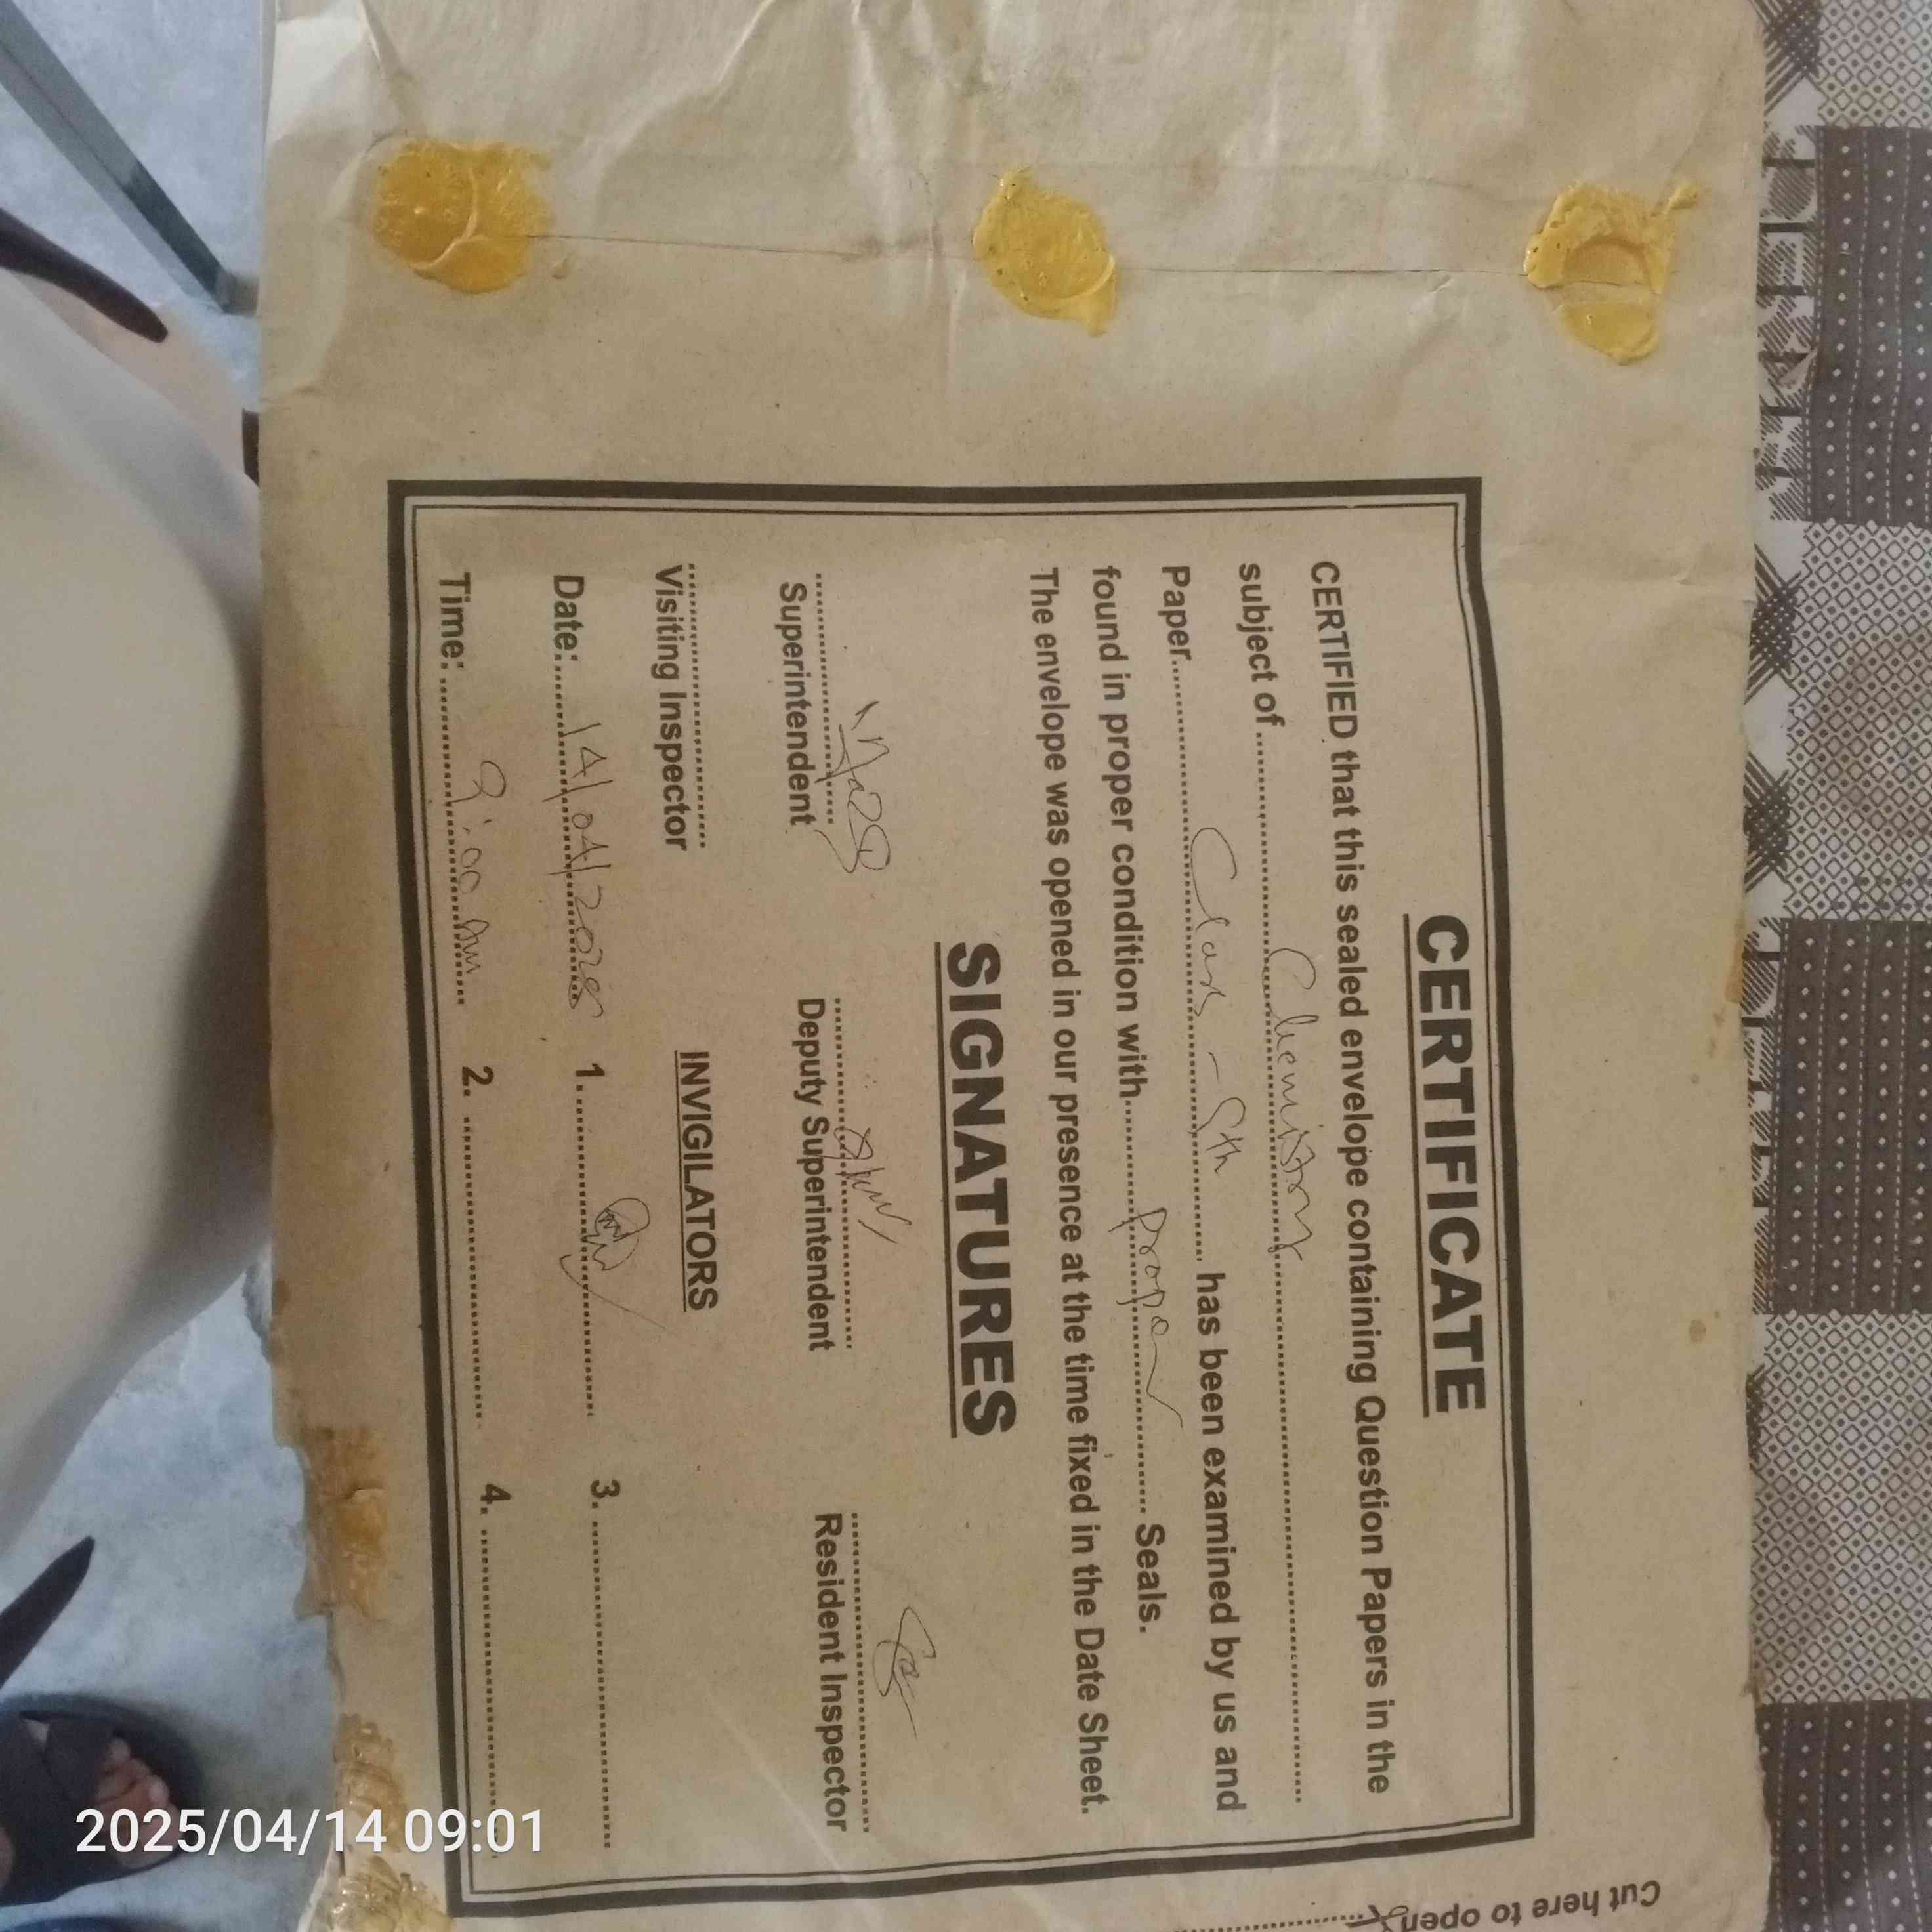 CERTIFICATE
CERTIFIED that this sealed envelope containing Question Papers in the
subject of.......... Chemistry ..........
Paper.......... Class - 9th .......... has been examined by us and
found in proper condition with.......... Proper .......... Seals.
The envelope was opened in our presence at the time fixed in the Date Sheet.
SIGNATURES
Superintendent Deputy Superintendent Resident Inspector
Visiting Inspector INVIGILATORS
Date:.......... 14/04/2025 1. .......... 3. ..........
Time:.......... 9:00 Am .......... 2. .......... 4. ..........
Cut here to open
2025/04/14 09:01